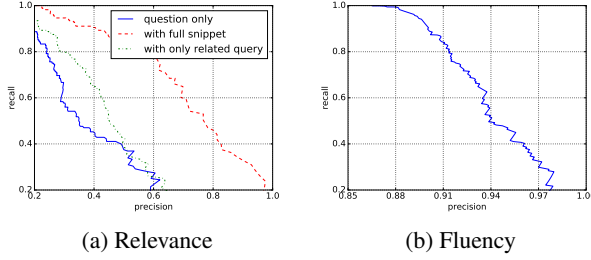 question only
with full snippet
with only related query
1.0
0.8
0.6
0.4
0.2
recall
0.2 0.4 0.6 0.8 1.0
precision
(a) Relevance
1.0
0.8
0.6
0.4
0.2
recall
0.85 0.88 0.91 0.94 0.97 1.00
precision
(b) Fluency